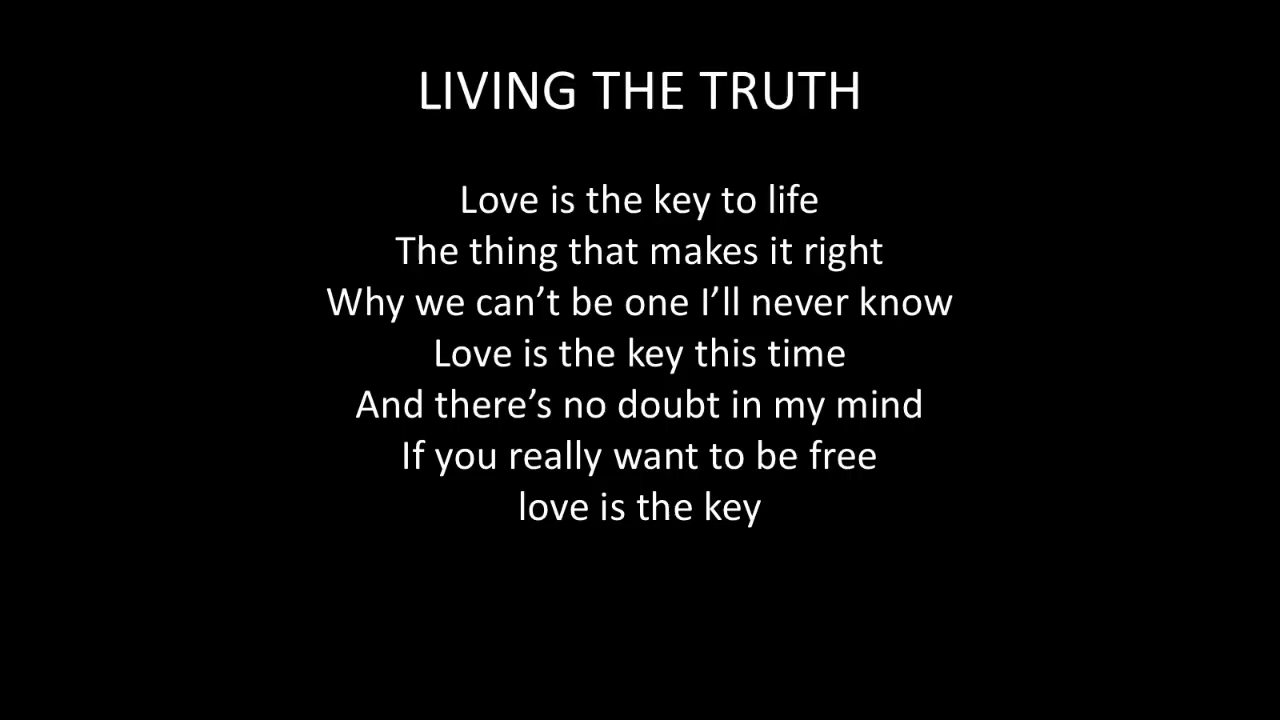 LIVING THE TRUTH
Love is the key to life
The thing that makes it right
Why we can’t be one I’ll never know
Love is the key this time
And there’s no doubt in my mind
If you really want to be free
love is the key